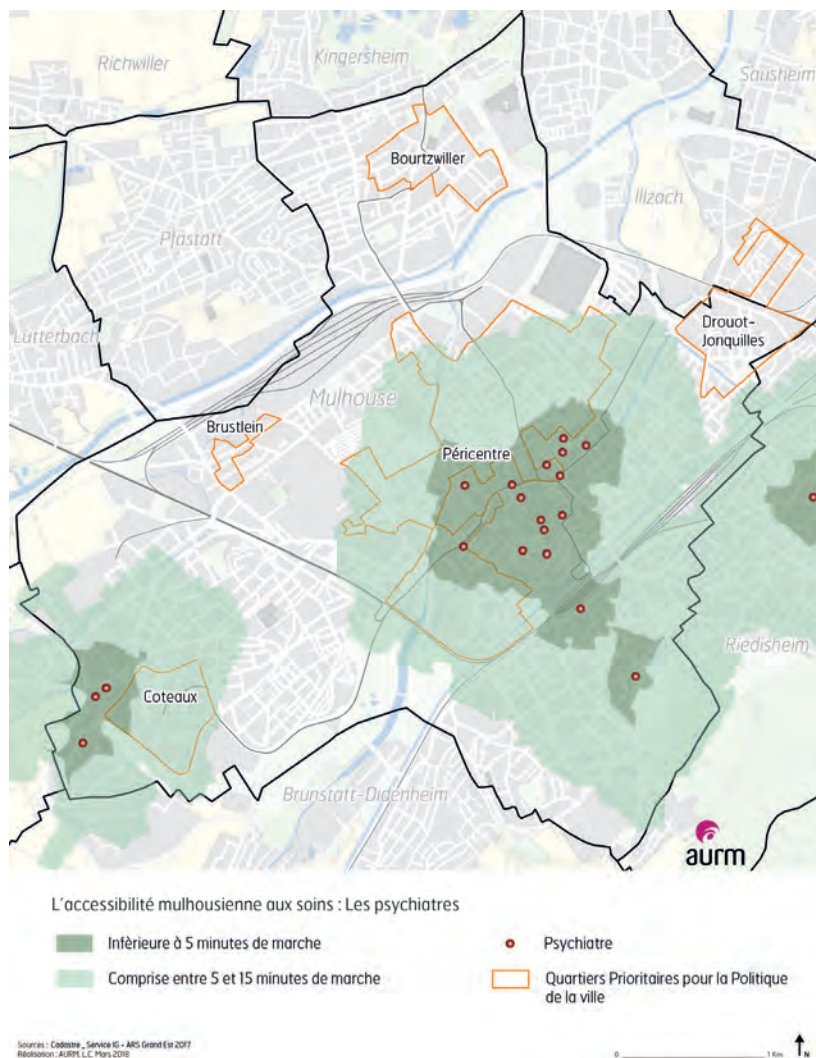 Richwiller
Kingersheim
Sausheim
Bourtzwiller
Illzach
Pfastatt
Lutterbach
Drouot-
Jonquilles
Mulhouse
Brustlein
Péricentre
Riedisheim
Coteaux
Brunstatt-Didenheim
aurm
L'accessibilité mulhousienne aux soins : Les psychiatres
Infèrieure à 5 minutes de marche
Psychiatre
Comprise entre 5 et 15 minutes de marche
Quartiers Prioritaires pour la Politique
de la ville
Sources : Cadastre _ Service IG - ARS Grand Est 2017
Réalisation : AURM, L.C. Mars 2018
0
1 Km
N